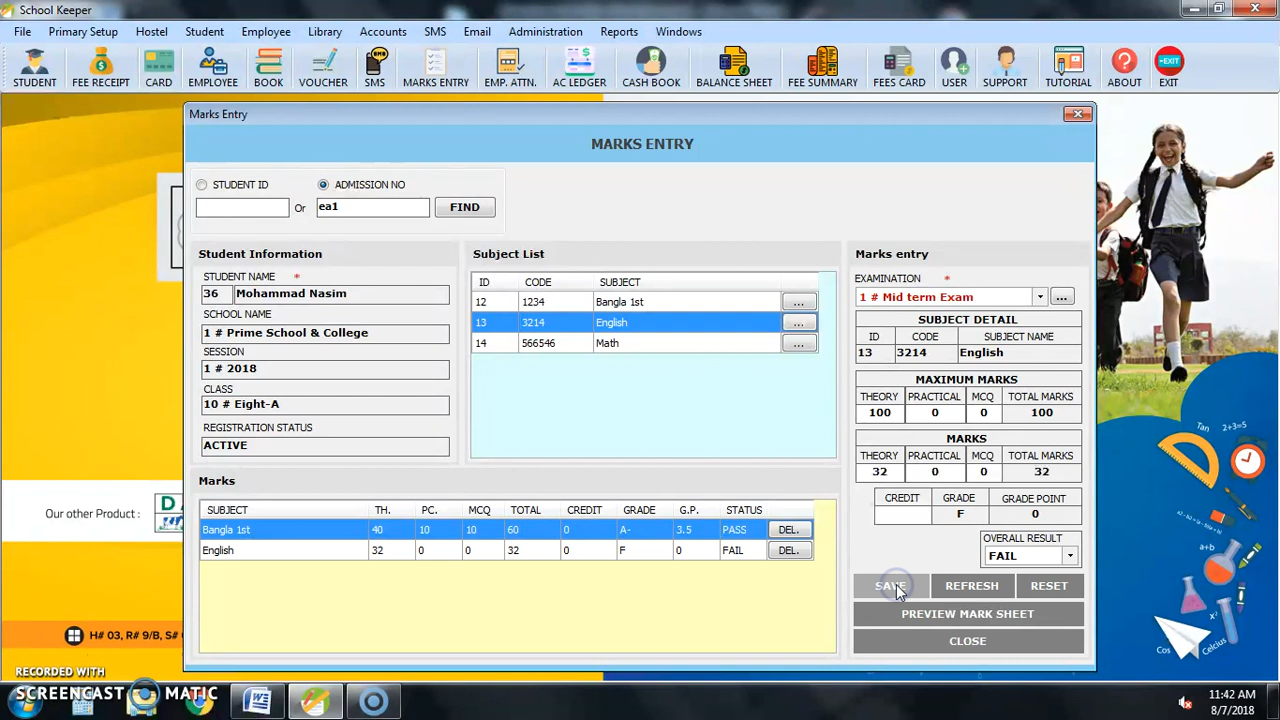 School Keeper
File Primary Setup Hostel Student Employee Library Accounts SMS Email Administration Reports Windows
STUDENT FEE RECEIPT CARD EMPLOYEE BOOK VOUCHER SMS MARKS ENTRY EMP. ATTN. AC LEDGER CASH BOOK BALANCE SHEET FEE SUMMARY FEES CARD USER SUPPORT TUTORIAL ABOUT EXIT
Marks Entry
MARKS ENTRY
STUDENT ID ADMISSION NO
Or ea1 FIND
Student Information
STUDENT NAME *
36 Mohammad Nasim
SCHOOL NAME
1 # Prime School & College
SESSION
1 # 2018
CLASS
10 # Eight-A
REGISTRATION STATUS
ACTIVE
Subject List
ID CODE SUBJECT
12 1234 Bangla 1st ...
13 3214 English ...
14 566546 Math ...
Marks entry
EXAMINATION *
1 # Mid term Exam ...
SUBJECT DETAIL
ID CODE SUBJECT NAME
13 3214 English
MAXIMUM MARKS
THEORY PRACTICAL MCQ TOTAL MARKS
100 0 0 100
MARKS
THEORY PRACTICAL MCQ TOTAL MARKS
32 0 0 32
CREDIT GRADE GRADE POINT
F 0
OVERALL RESULT
FAIL
SAVE REFRESH RESET
PREVIEW MARK SHEET
CLOSE
Marks
SUBJECT TH. PC. MCQ TOTAL CREDIT GRADE G.P. STATUS
Bangla 1st 40 10 10 60 0 A- 3.5 PASS DEL.
English 32 0 0 32 0 F 0 FAIL DEL.
Our other Product :
H# 03, R# 9/B, S#
Tan 2+3=5
a+b
x²
Cos
Celcius
RECORDED WITH
SCREENCAST MATIC
11:42 AM
8/7/2018